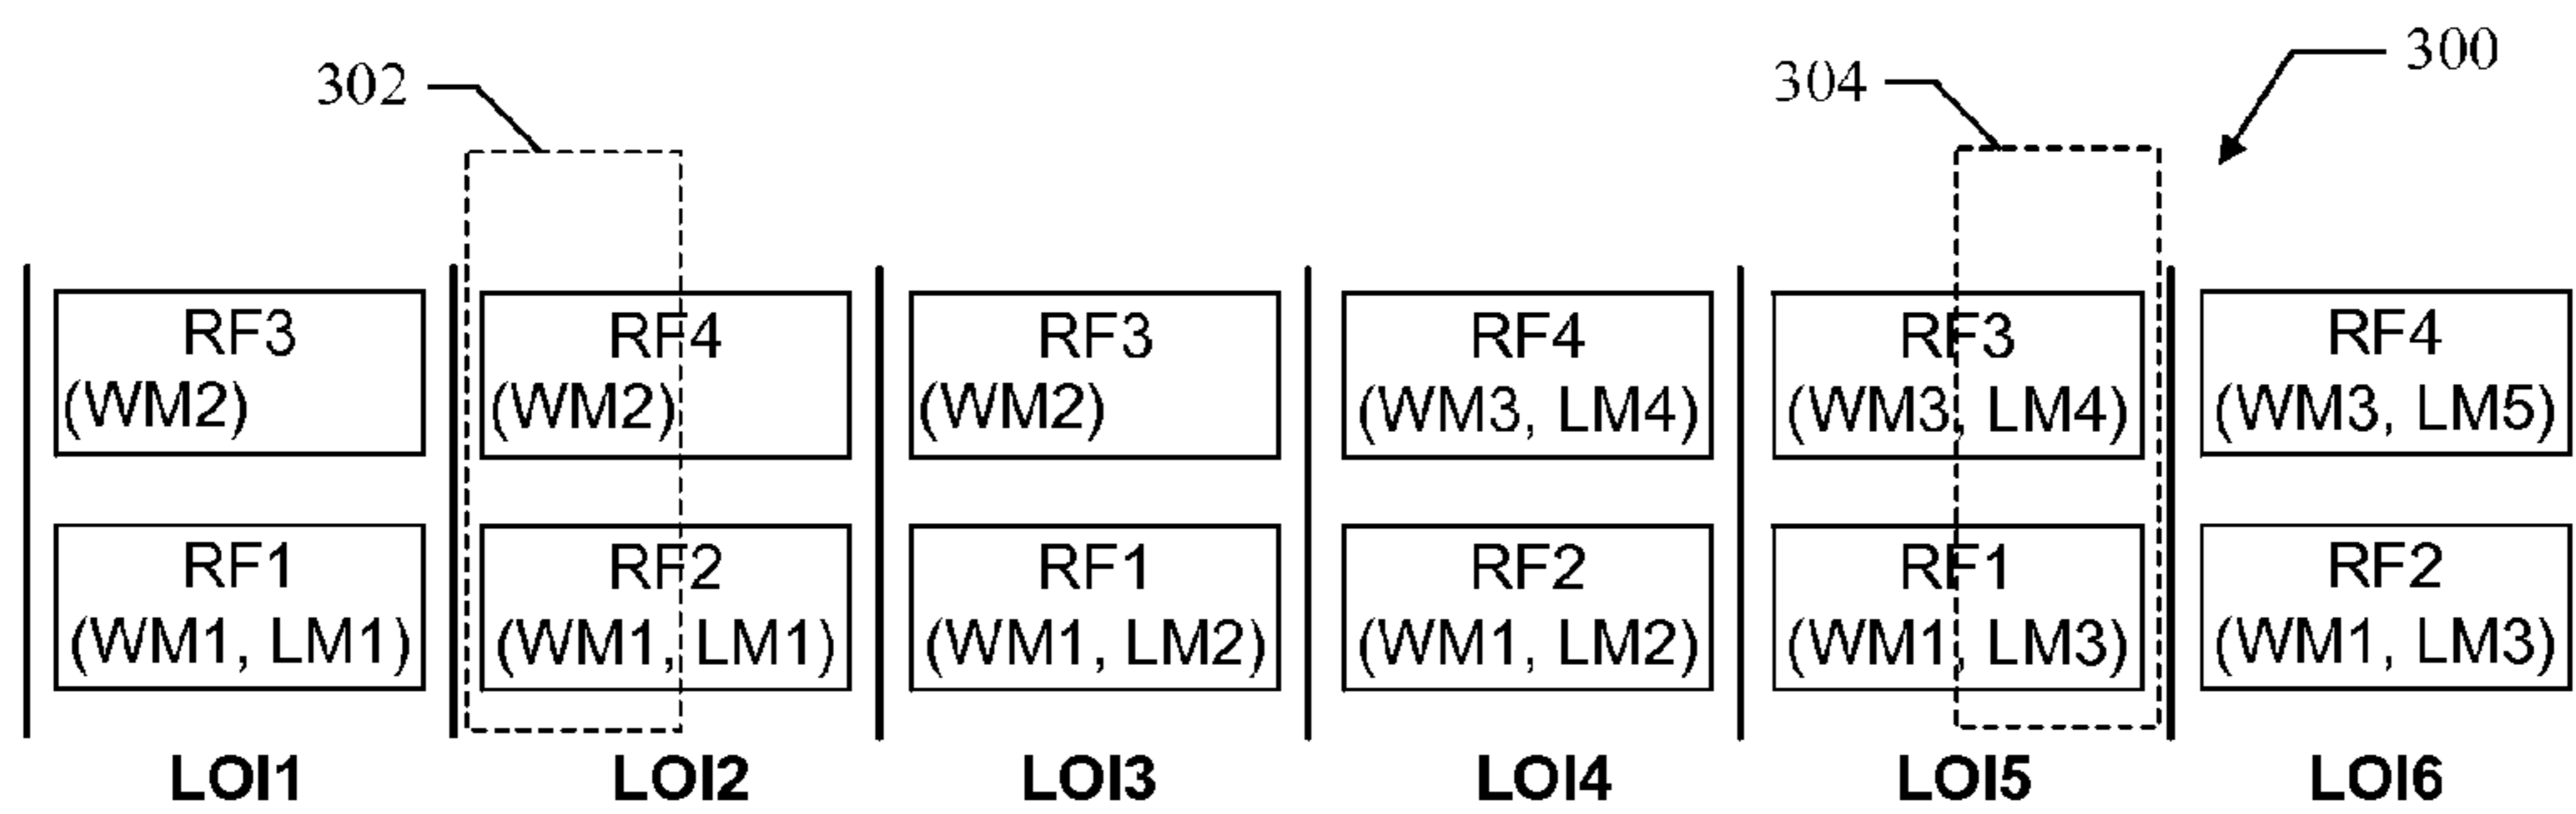 302
304
300
RF3
(WM2)
RF4
(WM2)
RF3
(WM2)
RF4
(WM3, LM4)
RF3
(WM3, LM4)
RF4
(WM3, LM5)
RF1
(WM1, LM1)
RF2
(WM1, LM1)
RF1
(WM1, LM2)
RF2
(WM1, LM2)
RF1
(WM1, LM3)
RF2
(WM1, LM3)
LOI1
LOI2
LOI3
LOI4
LOI5
LOI6